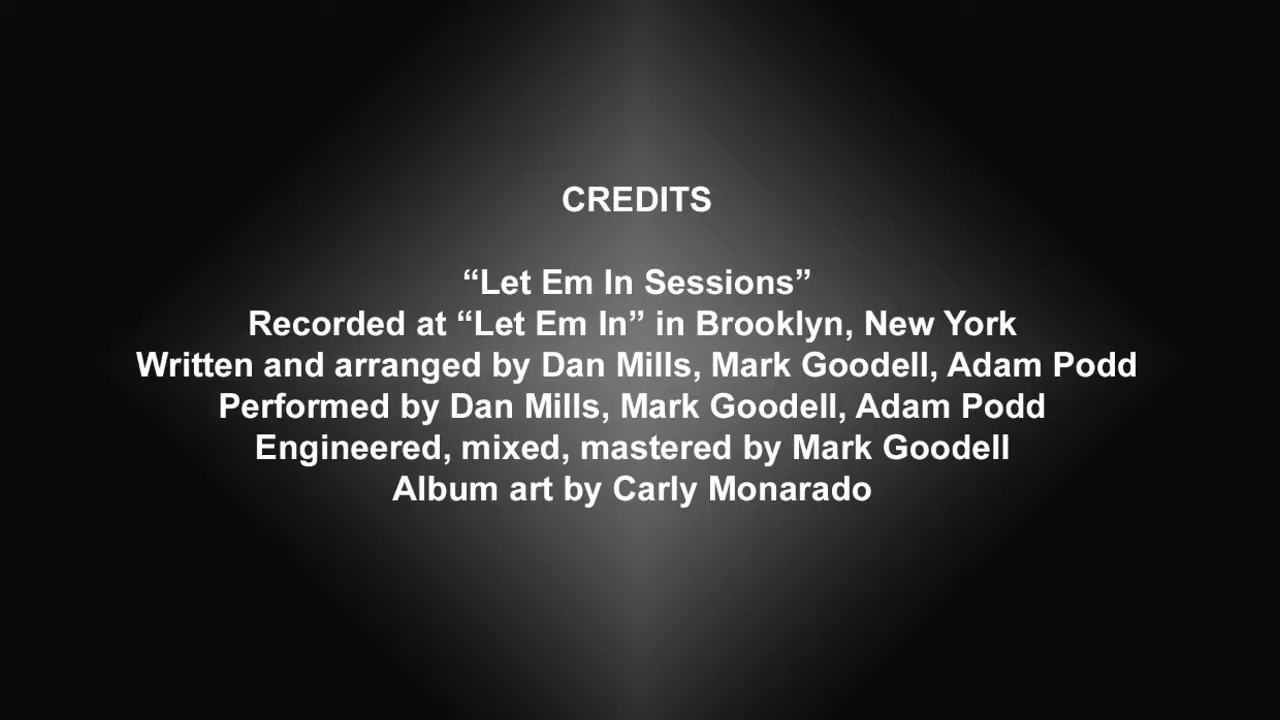 CREDITS
“Let Em In Sessions”
Recorded at “Let Em In” in Brooklyn, New York
Written and arranged by Dan Mills, Mark Goodell, Adam Podd
Performed by Dan Mills, Mark Goodell, Adam Podd
Engineered, mixed, mastered by Mark Goodell
Album art by Carly Monarado